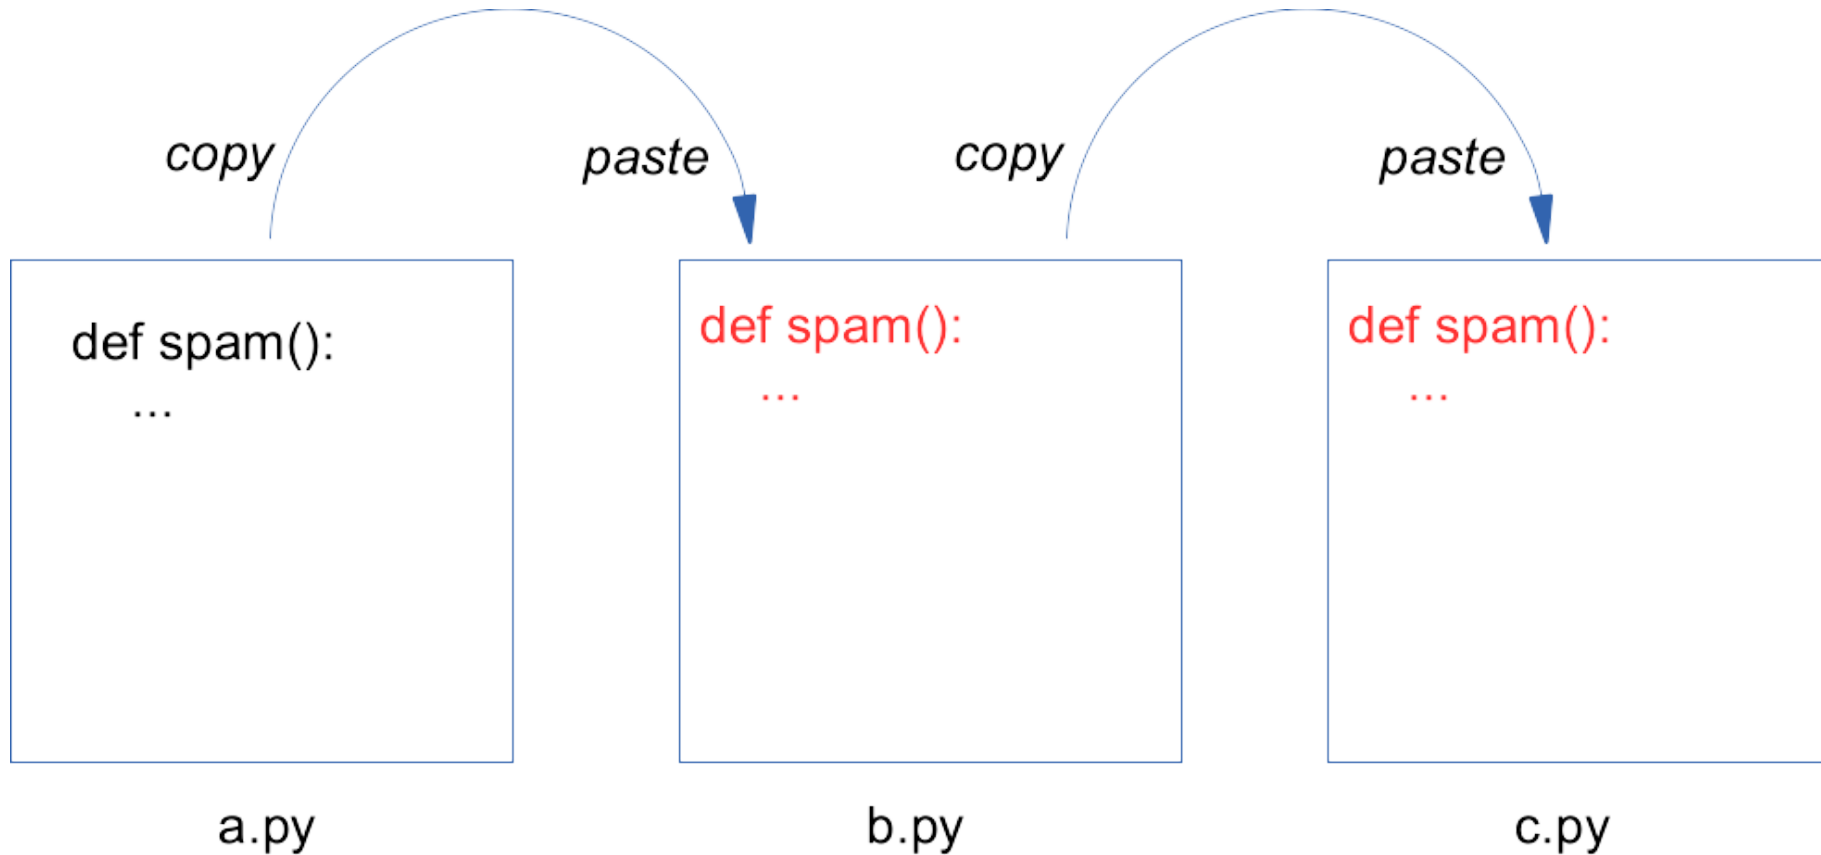 copy
paste
copy
paste
def spam():
...
def spam():
...
def spam():
...
a.py
b.py
c.py